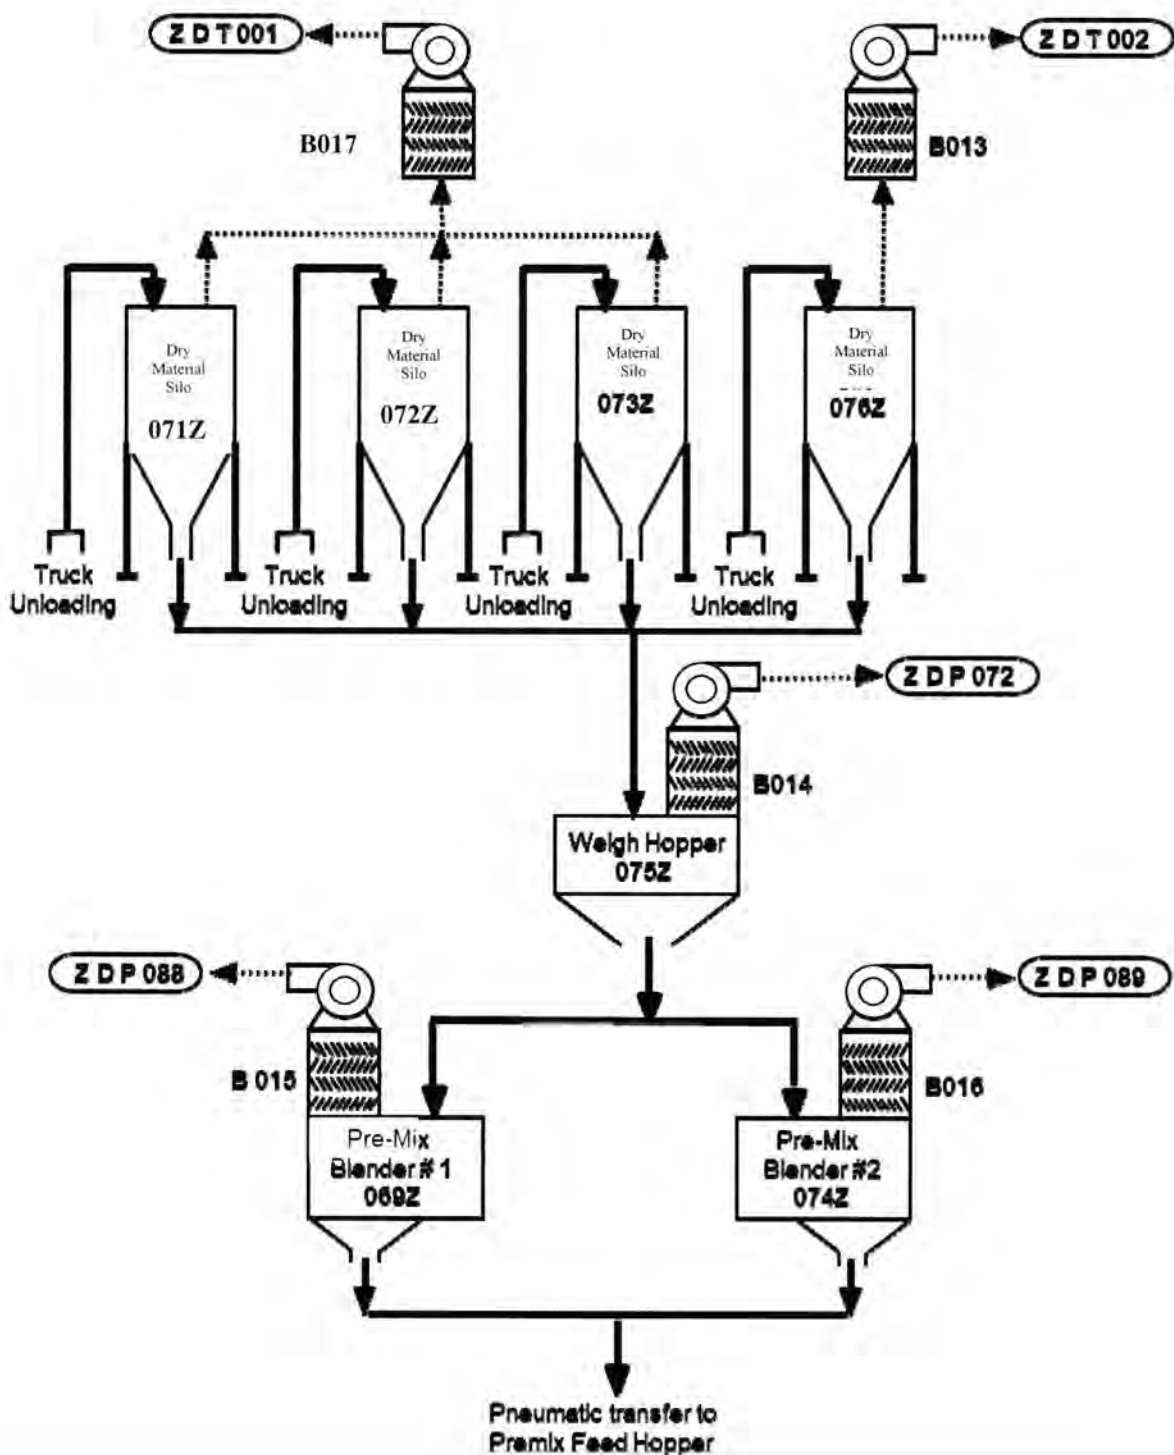 Z D T 001
Z D T 002
B017
B013
Dry
Material
Silo
071Z
Dry
Material
Silo
072Z
Dry
Material
Silo
073Z
Dry
Material
Silo
076Z
Truck
Unloading
Truck
Unloading
Truck
Unloading
Truck
Unloading
Z D P 072
B014
Weigh Hopper
075Z
Z D P 088
Z D P 089
B 015
B016
Pre-Mix
Blender # 1
069Z
Pre-Mix
Blender #2
074Z
Pneumatic transfer to
Premix Feed Hopper